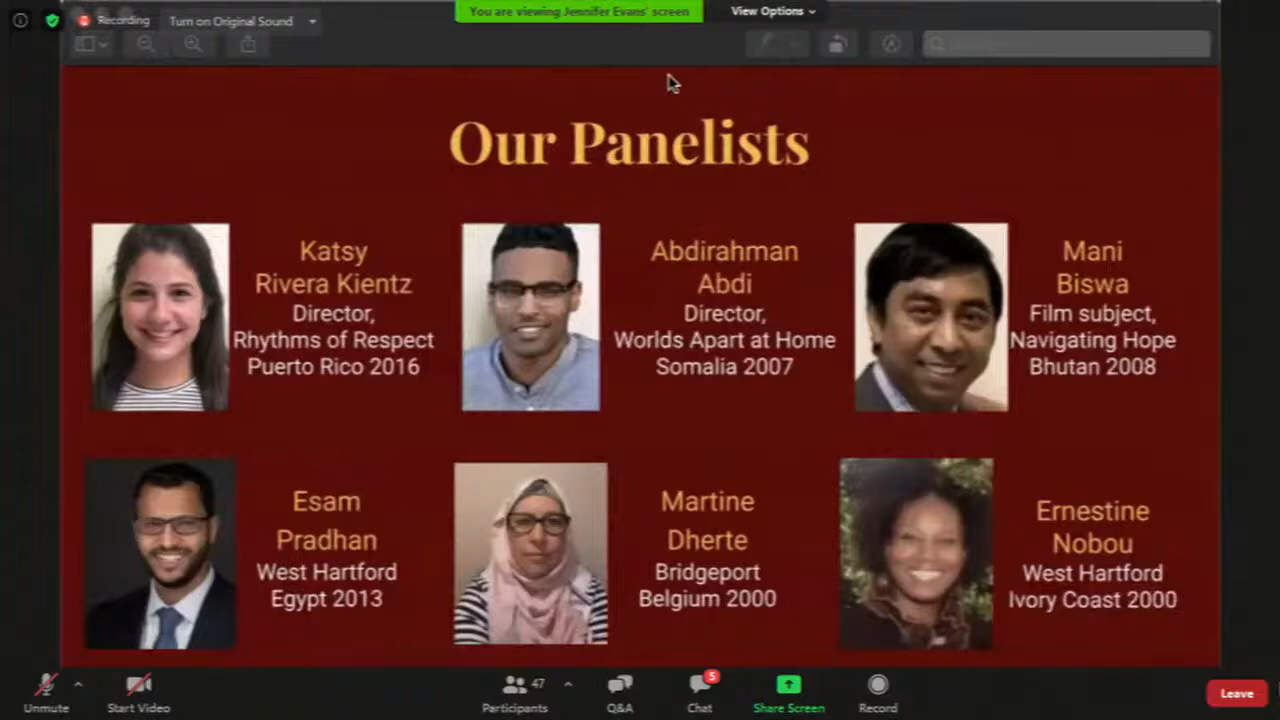 Recording
Turn on Original Sound
You are viewing Jennifer Evans' screen
View Options
Our Panelists
Katsy
Rivera Kientz
Director,
Rhythms of Respect
Puerto Rico 2016
Abdirahman
Abdi
Director,
Worlds Apart at Home
Somalia 2007
Mani
Biswa
Film subject,
Navigating Hope
Bhutan 2008
Esam
Pradhan
West Hartford
Egypt 2013
Martine
Dherte
Bridgeport
Belgium 2000
Ernestine
Nobou
West Hartford
Ivory Coast 2000
Unmute
Start Video
47
Participants
Q&A
5
Chat
Share Screen
Record
Leave